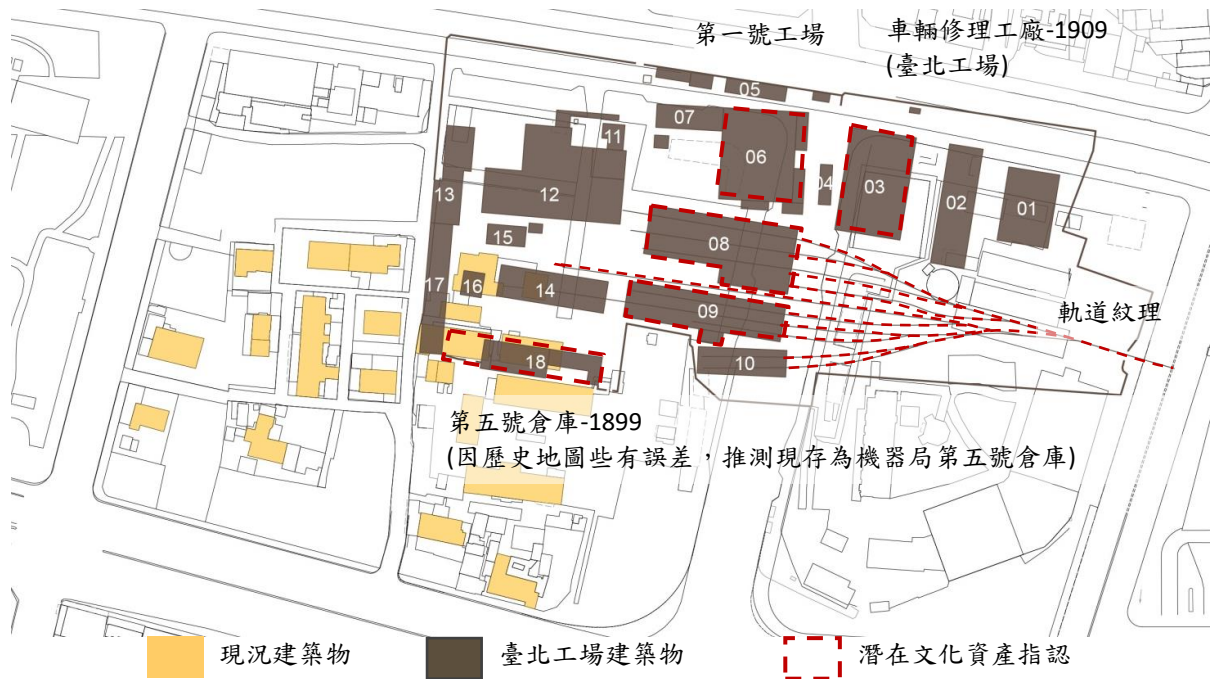 第一號工場
車輛修理工廠-1909
(臺北工場)
05
07
11
06
04
03
02
01
13
12
15
08
17
16
14
09
軌道紋理
18
10
第五號倉庫-1899
(因歷史地圖些有誤差，推測現存為機器局第五號倉庫)
現況建築物
臺北工場建築物
潛在文化資產指認